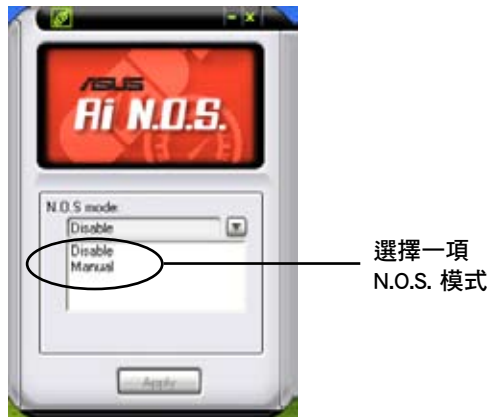 ASUS
Ai N.O.S.
N.O.S mode:
Disable
Disable
Manual
Apply
選擇一項
N.O.S. 模式